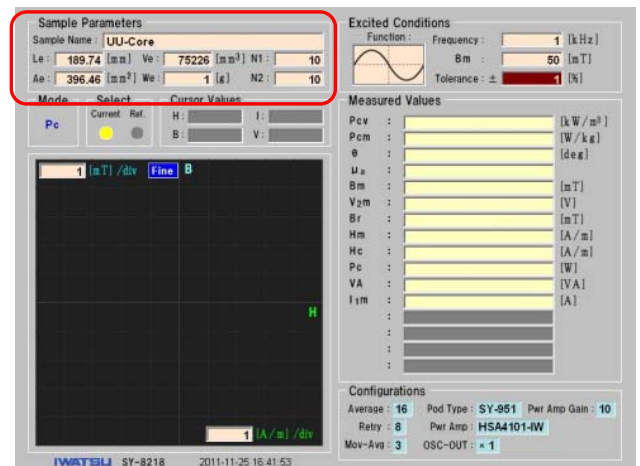 Sample Parameters
Sample Name : UU-Core
Le : 189.74 [mm] Ve : 75226 [mm³] N1 : 10
Ae : 396.46 [mm²] We : 1 [g] N2 : 10
Mode Select Cursor Values
Pc Current Ref. H : I :
B : V :
1 [mT] /div Fine B
H
1 [A/m] /div
IWATSU SY-8218 2011-11-25 16:41:53
Excited Conditions
Function : Frequency : 1 [kHz]
Bm : 50 [mT]
Tolerance : ± 1 [%]
Measured Values
Pcv : [kW/m³]
Pcm : [W/kg]
θ : [deg]
μa :
Bm : [mT]
V2m : [V]
Br : [mT]
Hm : [A/m]
Hc : [A/m]
Pc : [W]
VA : [VA]
I1m : [A]
:
:
:
Configurations
Average : 16 Pod Type : SY-951 Pwr Amp Gain : 10
Retry : 8 Pwr Amp : HSA4101-IW
Mov-Avg : 3 OSC-OUT : × 1